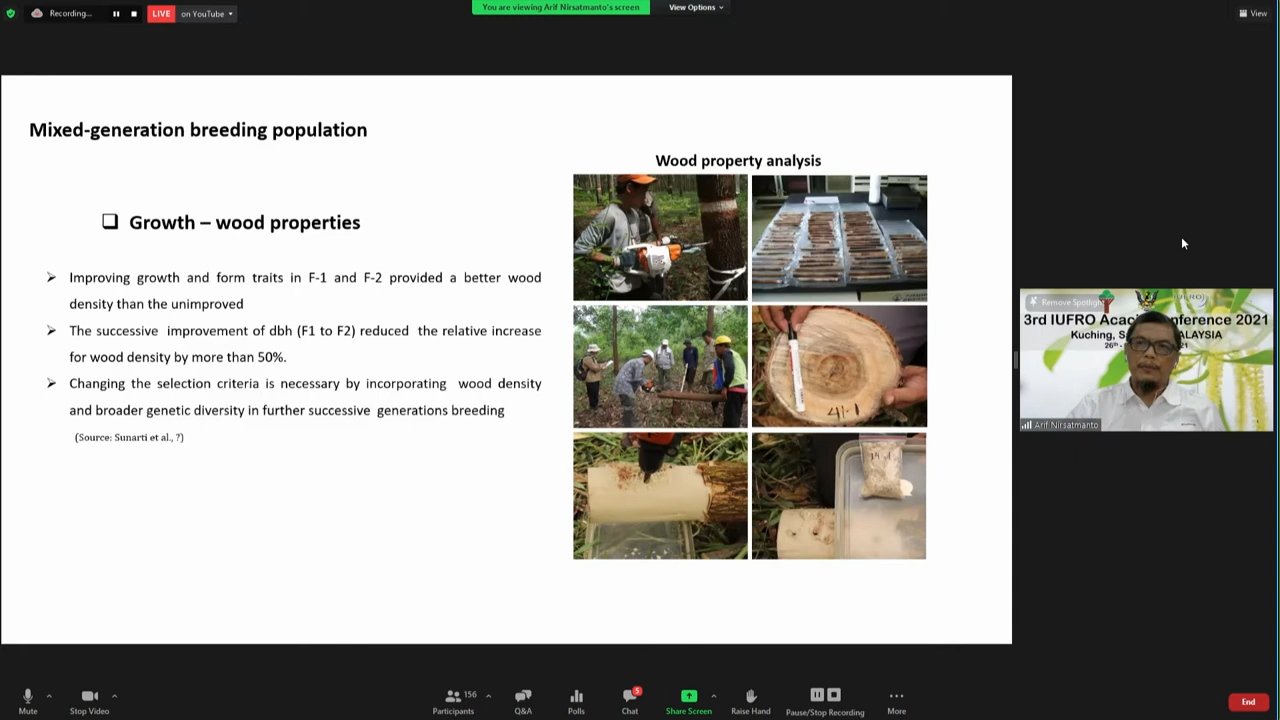 Recording...
LIVE
on YouTube
You are viewing Arif Nirsatmanto's screen
View Options
View
Mixed-generation breeding population
Wood property analysis
Growth – wood properties
Improving growth and form traits in F-1 and F-2 provided a better wood
density than the unimproved
The successive improvement of dbh (F1 to F2) reduced the relative increase
for wood density by more than 50%.
Changing the selection criteria is necessary by incorporating wood density
and broader genetic diversity in further successive generations breeding
(Source: Sunarti et al., ?)
Remove Spotlight
3rd IUFRO Aca onference 2021
Kuching, S ALAYSIA
Arif Nirsatmanto
Mute
Stop Video
156
Participants
Q&A
Polls
5
Chat
Share Screen
Raise Hand
Pause/Stop Recording
More
End